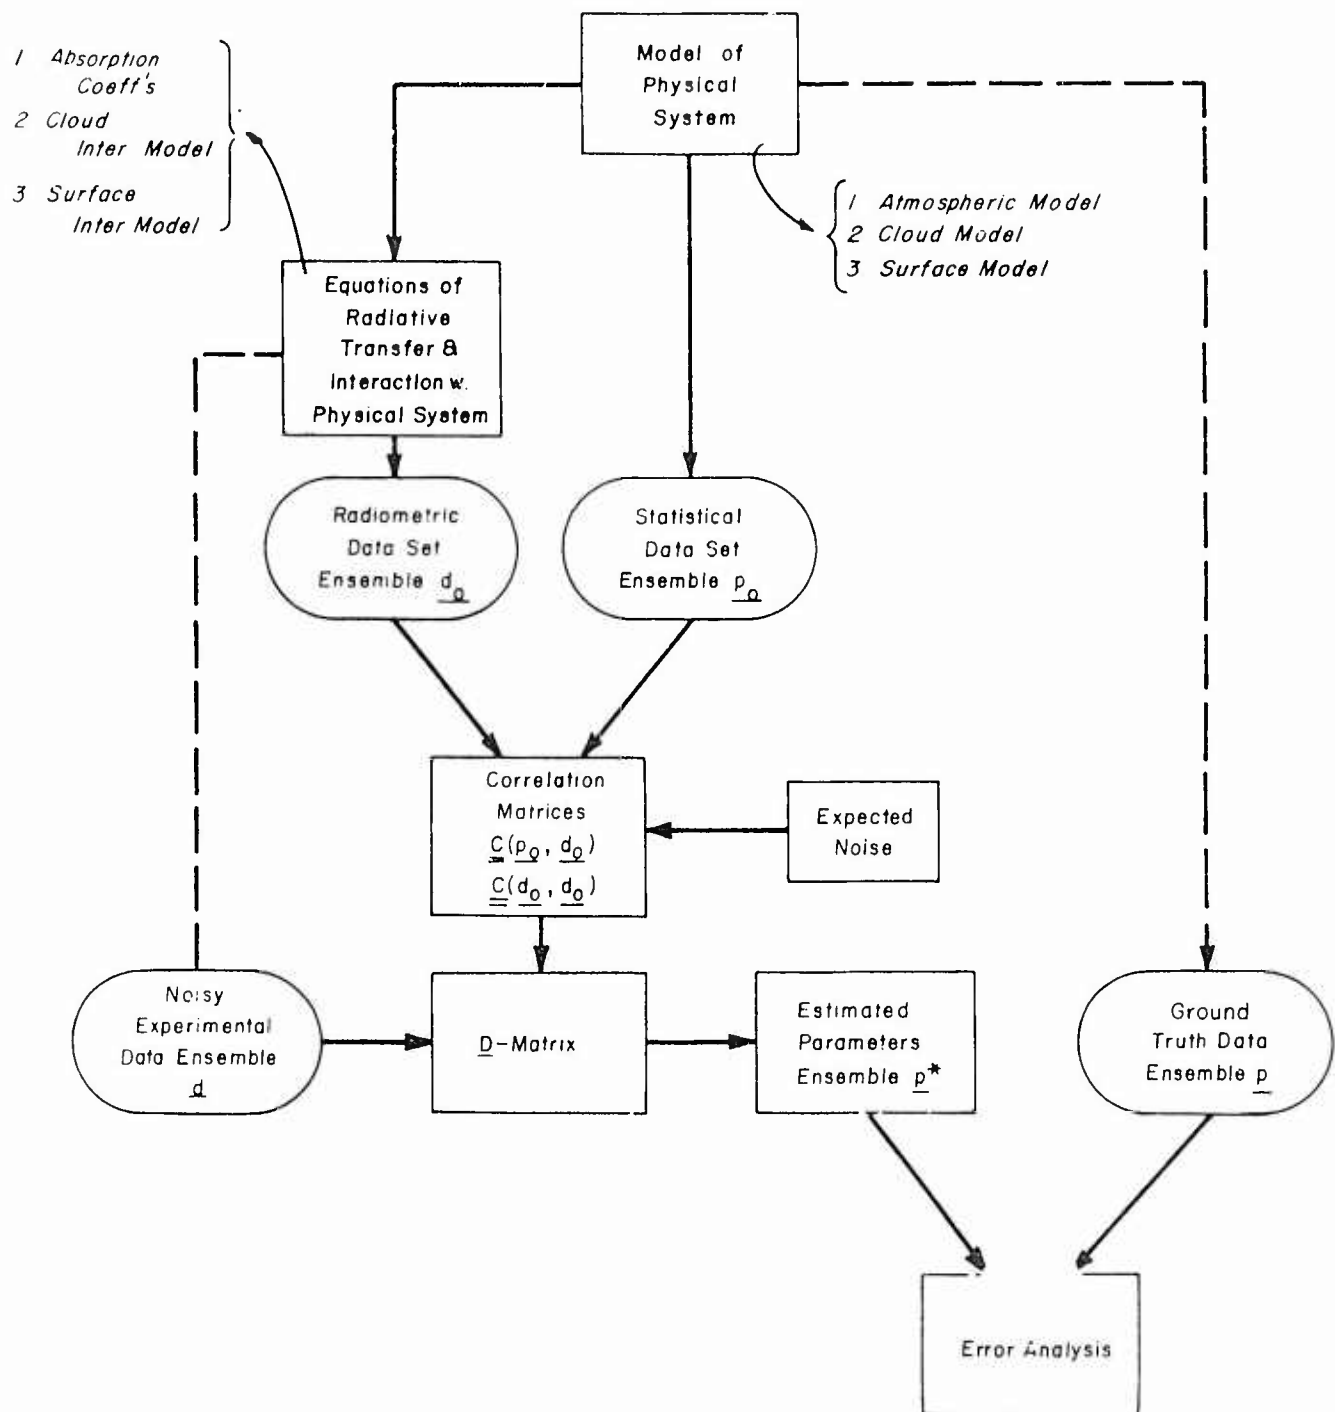 Model of
Physical
System
1 Absorption
Coeff's
2 Cloud
Inter Model
3 Surface
Inter Model
1 Atmospheric Model
2 Cloud Model
3 Surface Model
Equations of
Radiative
Transfer &
Interaction w.
Physical System
Radiometric
Data Set
Ensemble d₀
Statistical
Data Set
Ensemble p₀
Correlation
Matrices
C(p₀, d₀)
C(d₀, d₀)
Expected
Noise
Noisy
Experimental
Data Ensemble
d
D-Matrix
Estimated
Parameters
Ensemble p*
Ground
Truth Data
Ensemble p
Error Analysis